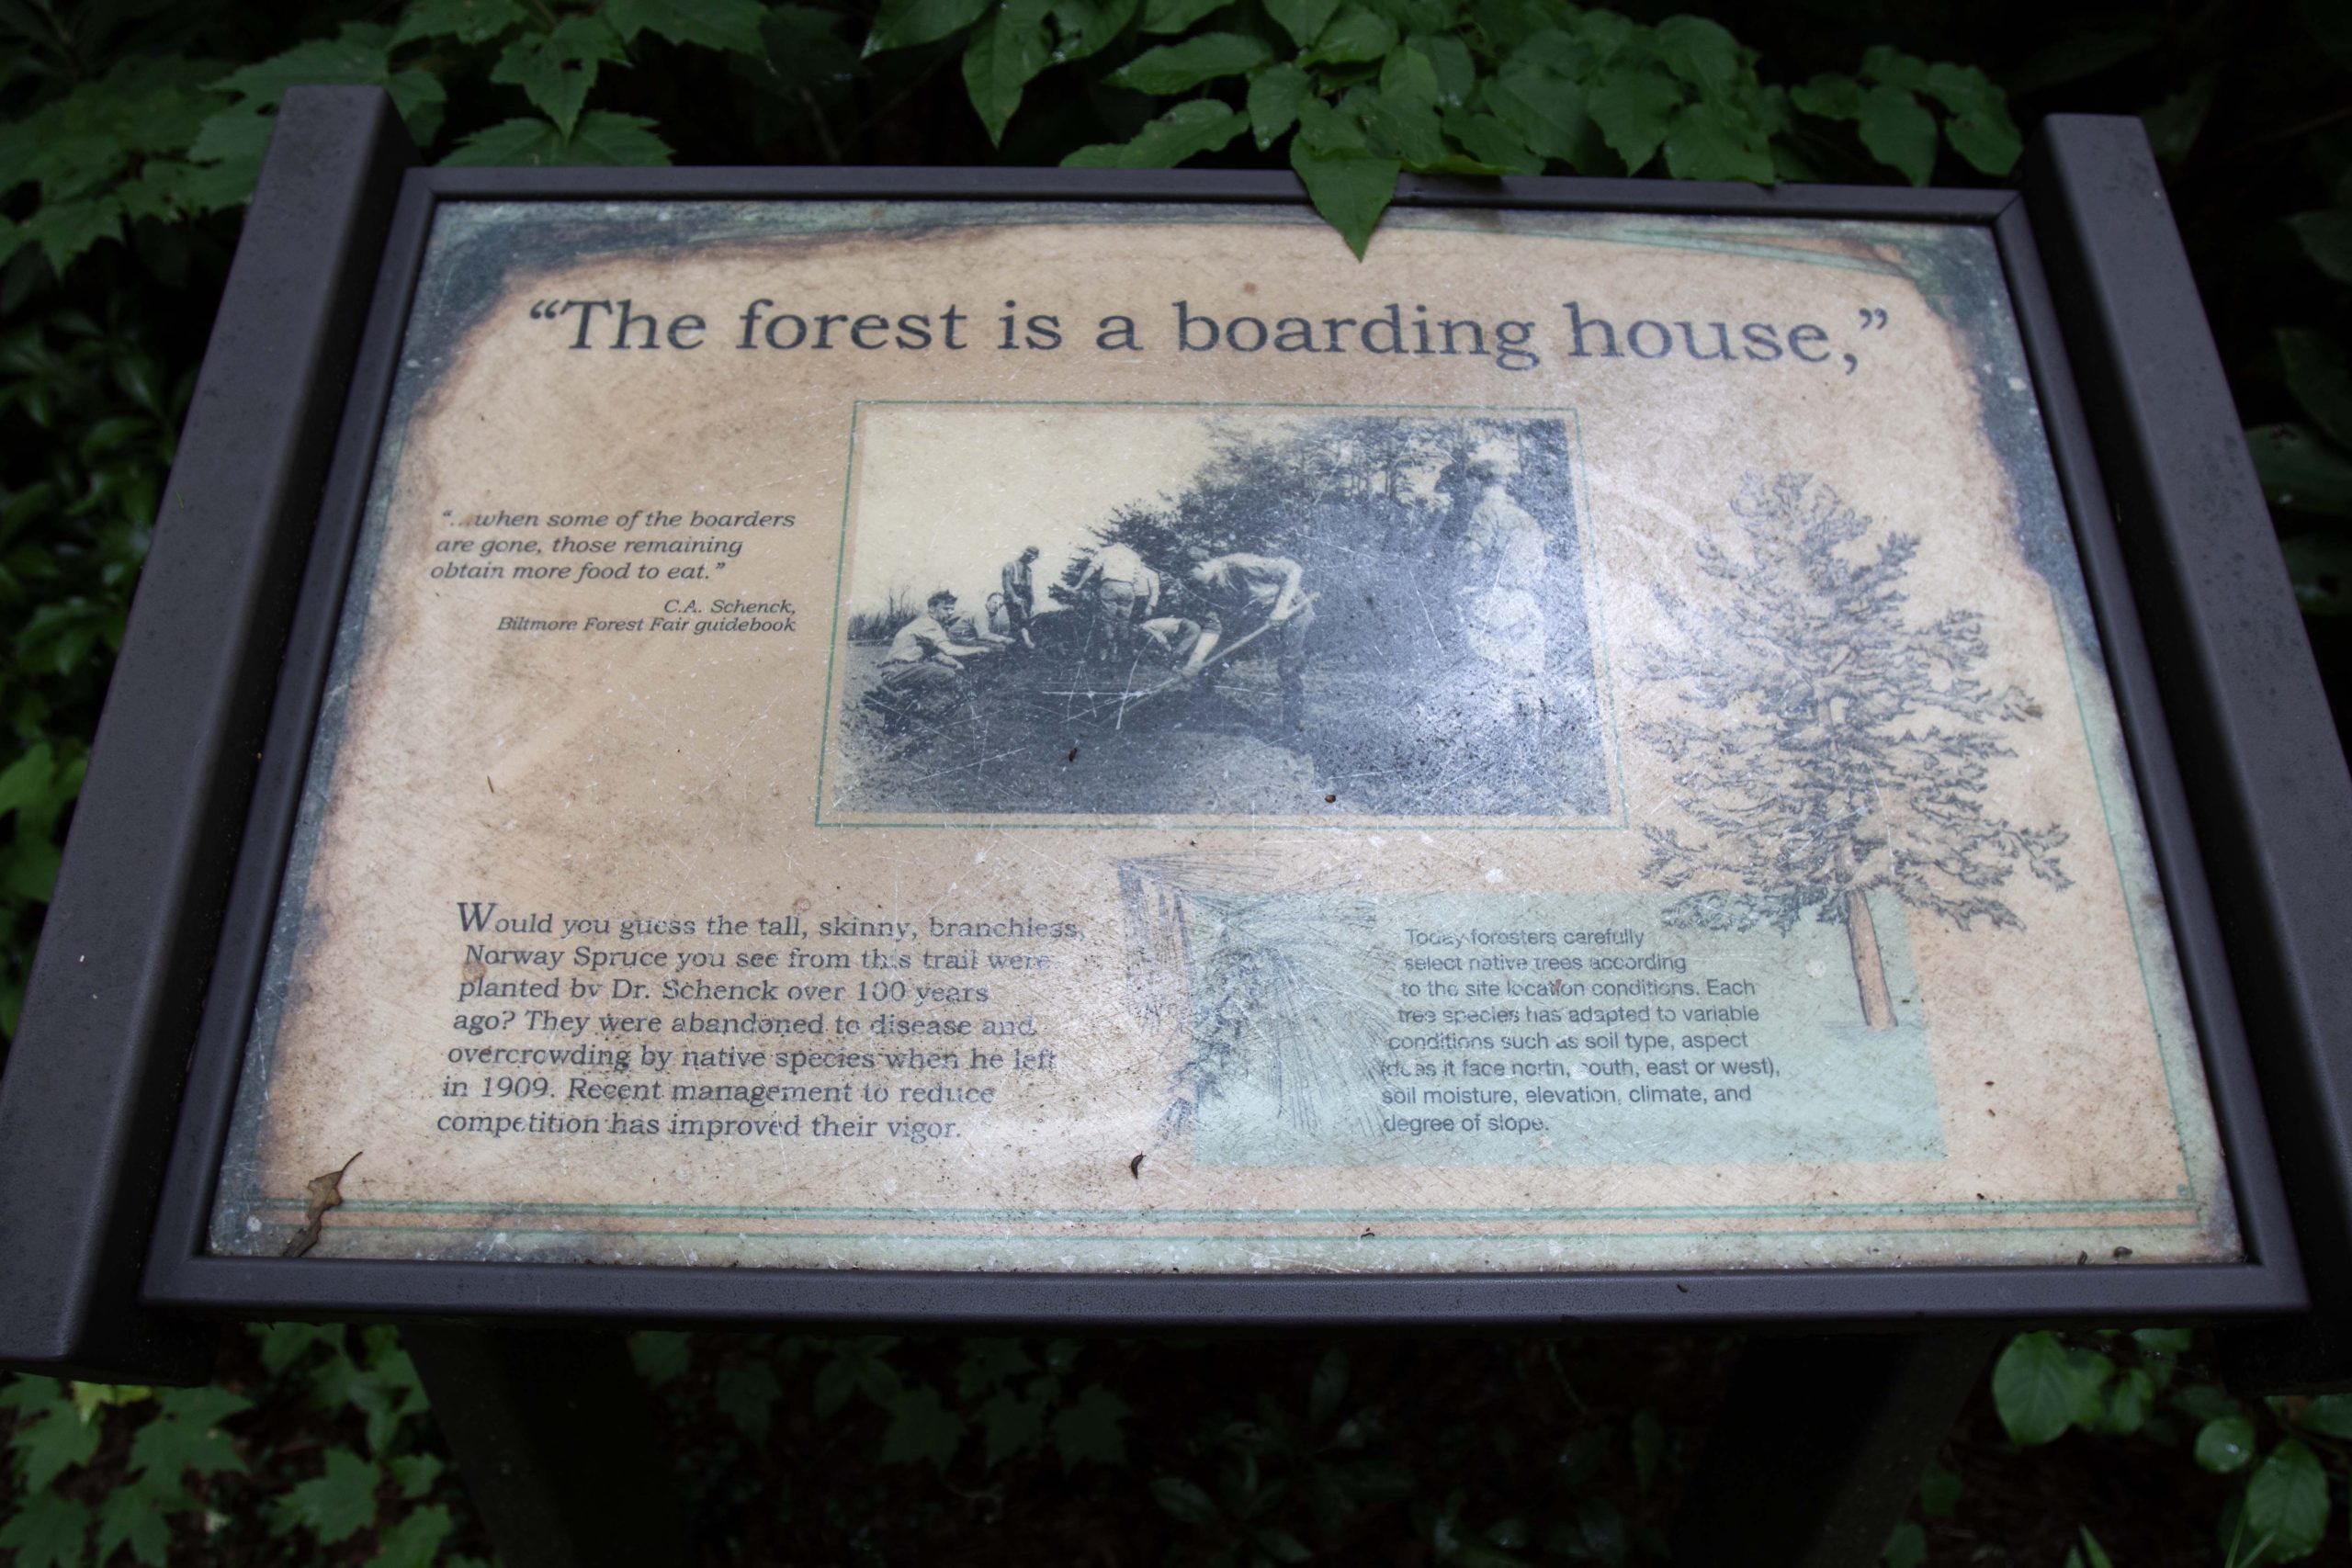 “The forest is a boarding house,”
“...when some of the boarders
are gone, those remaining
obtain more food to eat.”
C.A. Schenck,
Biltmore Forest Fair guidebook
Would you guess the tall, skinny, branchless,
Norway Spruce you see from this trail were
planted by Dr. Schenck over 100 years
ago? They were abandoned to disease and
overcrowding by native species when he left
in 1909. Recent management to reduce
competition has improved their vigor.
Today foresters carefully
select native trees according
to the site location conditions. Each
tree species has adapted to variable
conditions such as soil type, aspect
(does it face north, south, east or west),
soil moisture, elevation, climate, and
degree of slope.